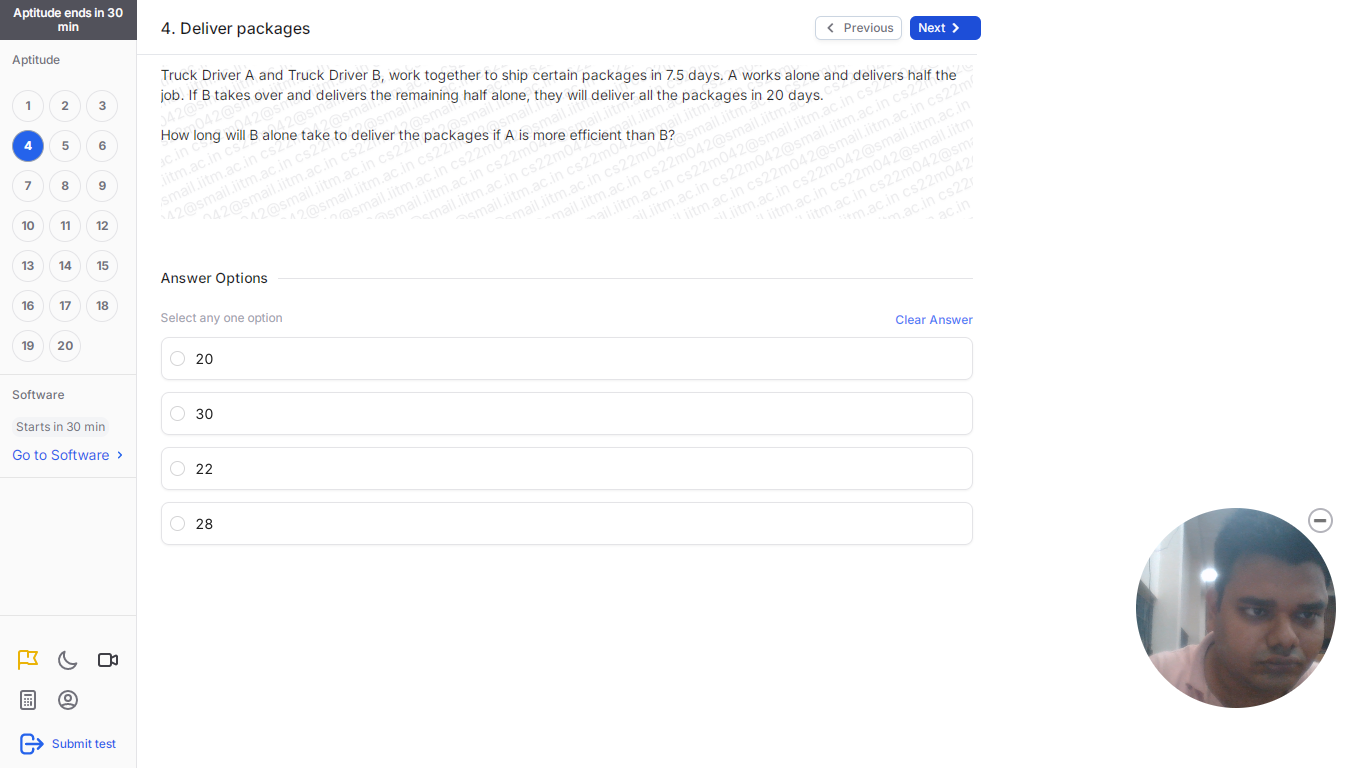 Aptitude ends in 30
min
4. Deliver packages
Previous
Next
Aptitude
Truck Driver A and Truck Driver B, work together to ship certain packages in 7.5 days. A works alone and delivers half the
job. If B takes over and delivers the remaining half alone, they will deliver all the packages in 20 days.
How long will B alone take to deliver the packages if A is more efficient than B?
cs22m042@smail.iitm.ac.in
1 2 3
4 5 6
7 8 9
10 11 12
13 14 15
16 17 18
19 20
Answer Options
Select any one option
Clear Answer
20
30
22
28
Software
Starts in 30 min
Go to Software
Submit test